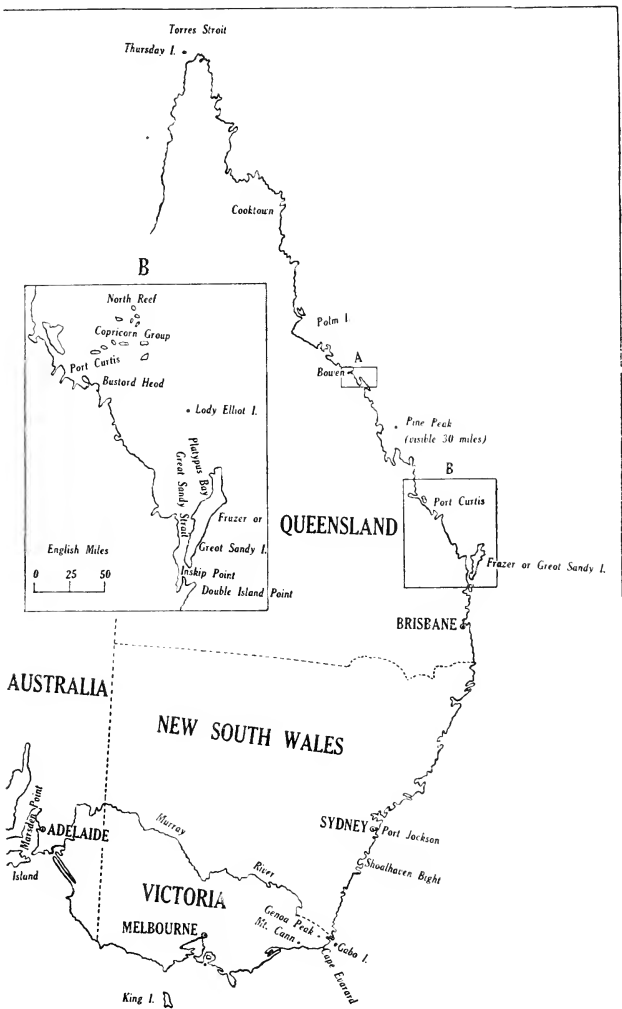 Torres Strait
Thursday I.
Cooktown
B
North Reef
Copricorn Group
Port Curtis
Bustard Head
Lody Elliot I.
Platypus Bay
Great Sandy Strait
Frazer or
Great Sandy I.
Inskip Point
Double Island Point
English Miles
0 25 50
Polm I.
A
Bowen
Pine Peak
(visible 30 miles)
B
Port Curtis
QUEENSLAND
Frazer or Great Sandy I.
BRISBANE
AUSTRALIA
NEW SOUTH WALES
Marsden Point
ADELAIDE
Island
Murray
River
SYDNEY
Port Jackson
Shoalhaven Bight
VICTORIA
Genoa Peak
Mt. Cann
Gabo I.
MELBOURNE
Cape Everard
King I.